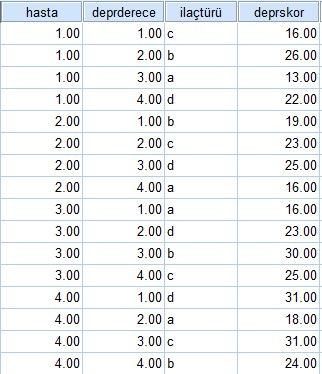 hasta deprderece ilaçtürü deprskor
1.00 1.00 c 16.00
1.00 2.00 b 26.00
1.00 3.00 a 13.00
1.00 4.00 d 22.00
2.00 1.00 b 19.00
2.00 2.00 c 23.00
2.00 3.00 d 25.00
2.00 4.00 a 16.00
3.00 1.00 a 16.00
3.00 2.00 d 23.00
3.00 3.00 b 30.00
3.00 4.00 c 25.00
4.00 1.00 d 31.00
4.00 2.00 a 18.00
4.00 3.00 c 31.00
4.00 4.00 b 24.00